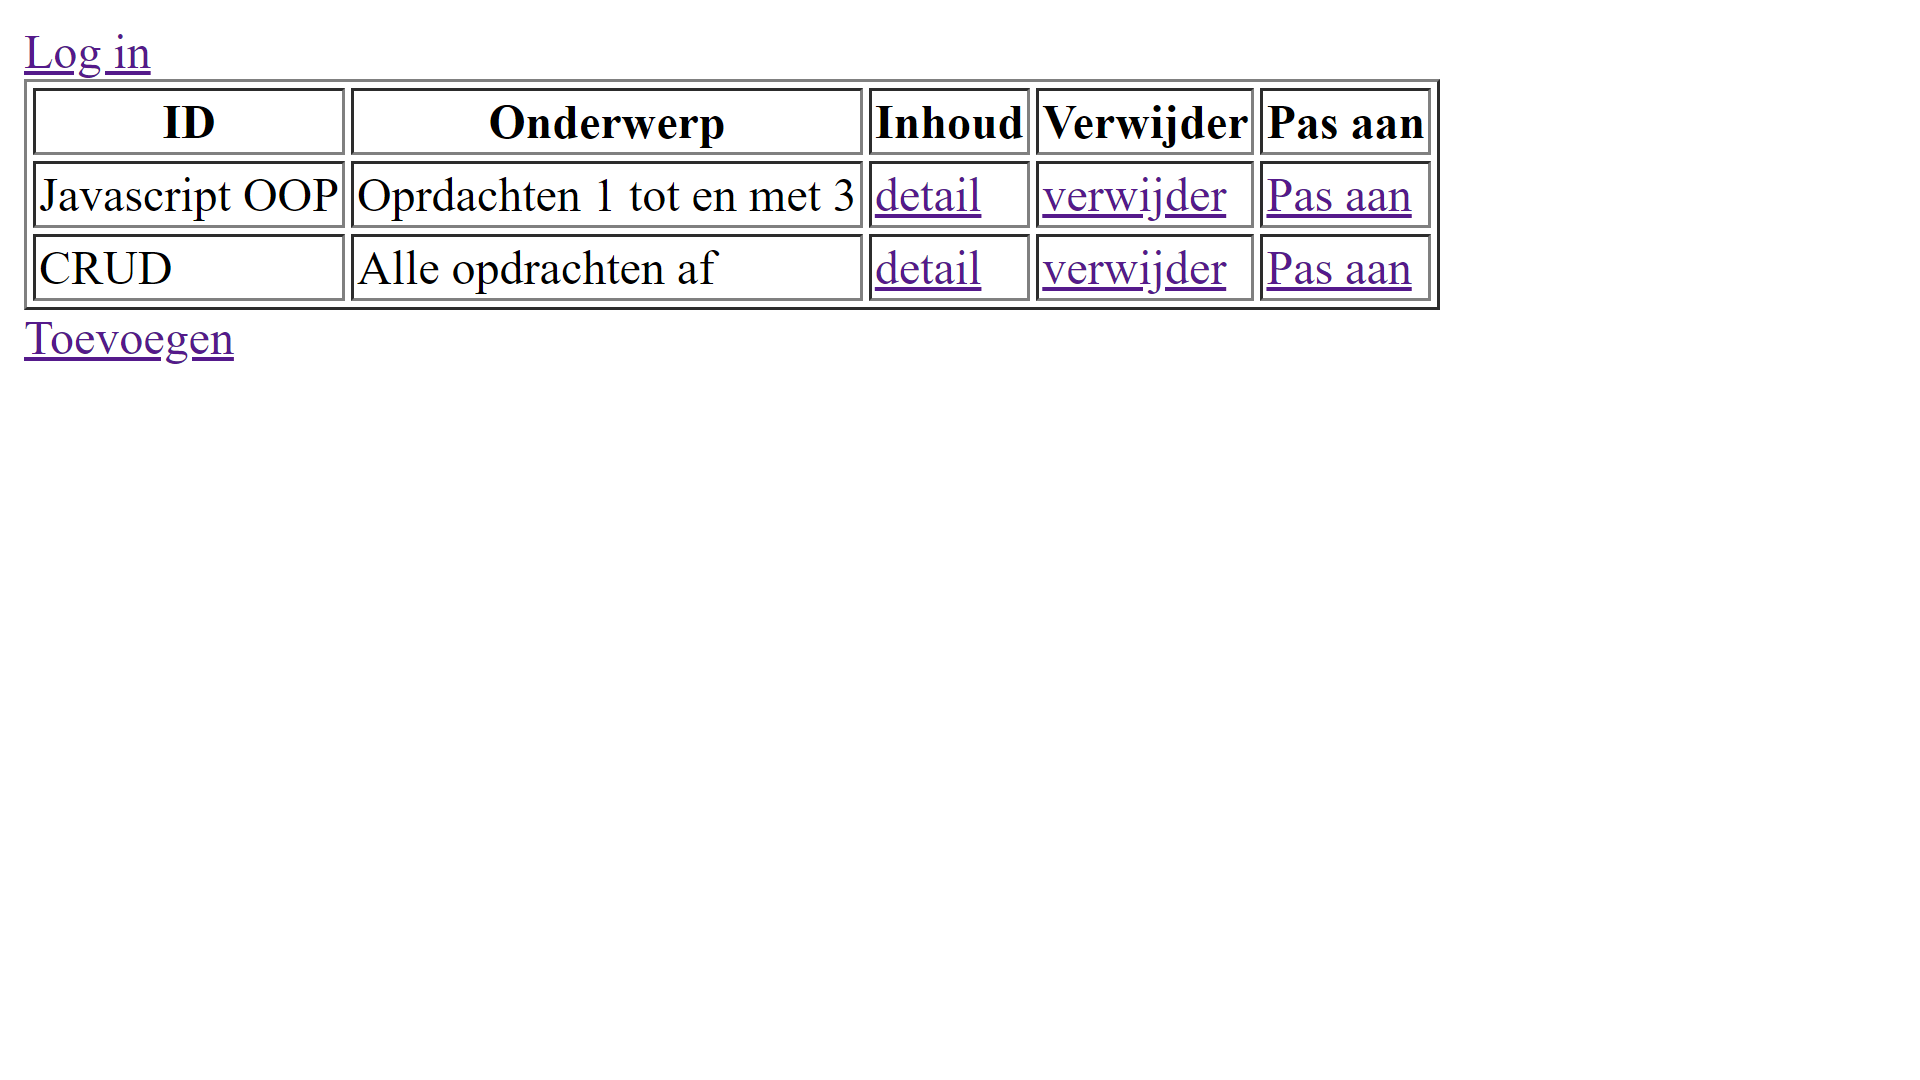 Log in
ID Onderwerp Inhoud Verwijder Pas aan
Javascript OOP Oprdachten 1 tot en met 3 detail verwijder Pas aan
CRUD Alle opdrachten af detail verwijder Pas aan
Toevoegen